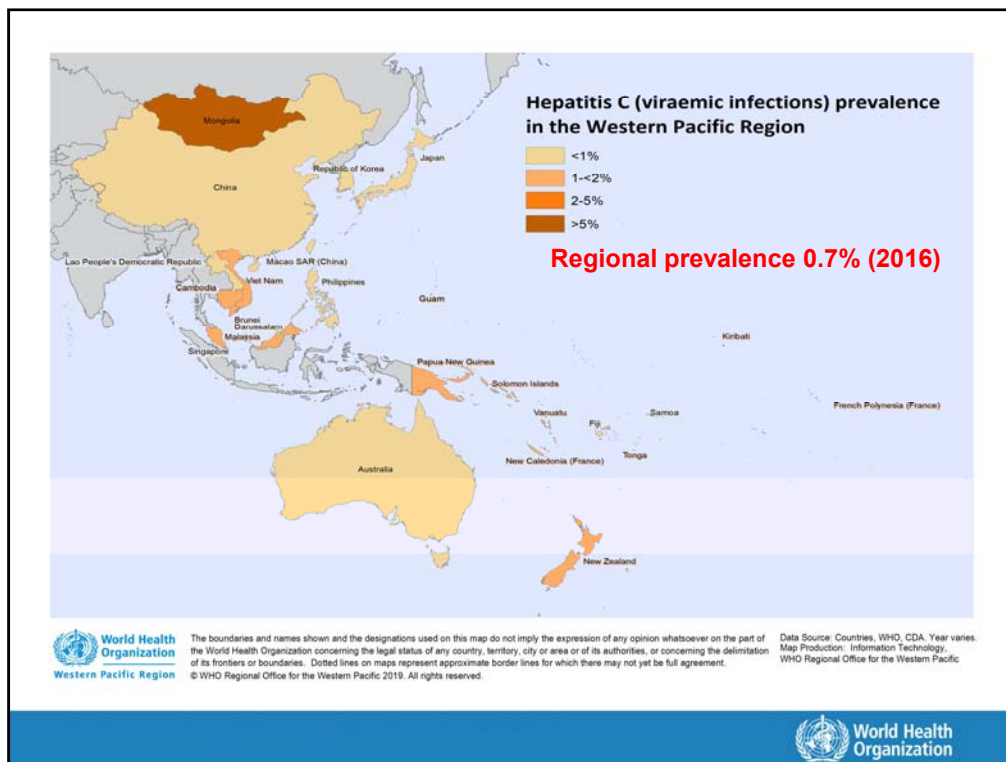 Hepatitis C (viraemic infections) prevalence
in the Western Pacific Region
<1%
1-<2%
2-5%
>5%
Regional prevalence 0.7% (2016)
Mongolia
Japan
Republic of Korea
China
Lao People's Democratic Republic
Macao SAR (China)
Viet Nam
Philippines
Cambodia
Guam
Brunei
Darussalam
Malaysia
Singapore
Kiribati
Papua New Guinea
Solomon Islands
French Polynesia (France)
Vanuatu
Samoa
Fiji
Tonga
New Caledonia (France)
Australia
New Zealand
World Health
Organization
Western Pacific Region
The boundaries and names shown and the designations used on this map do not imply the expression of any opinion whatsoever on the part of
the World Health Organization concerning the legal status of any country, territory, city or area or of its authorities, or concerning the delimitation
of its frontiers or boundaries.  Dotted lines on maps represent approximate border lines for which there may not yet be full agreement.
© WHO Regional Office for the Western Pacific 2019. All rights reserved.
Data Source: Countries, WHO, CDA. Year varies.
Map Production:  Information Technology,
WHO Regional Office for the Western Pacific
World Health
Organization